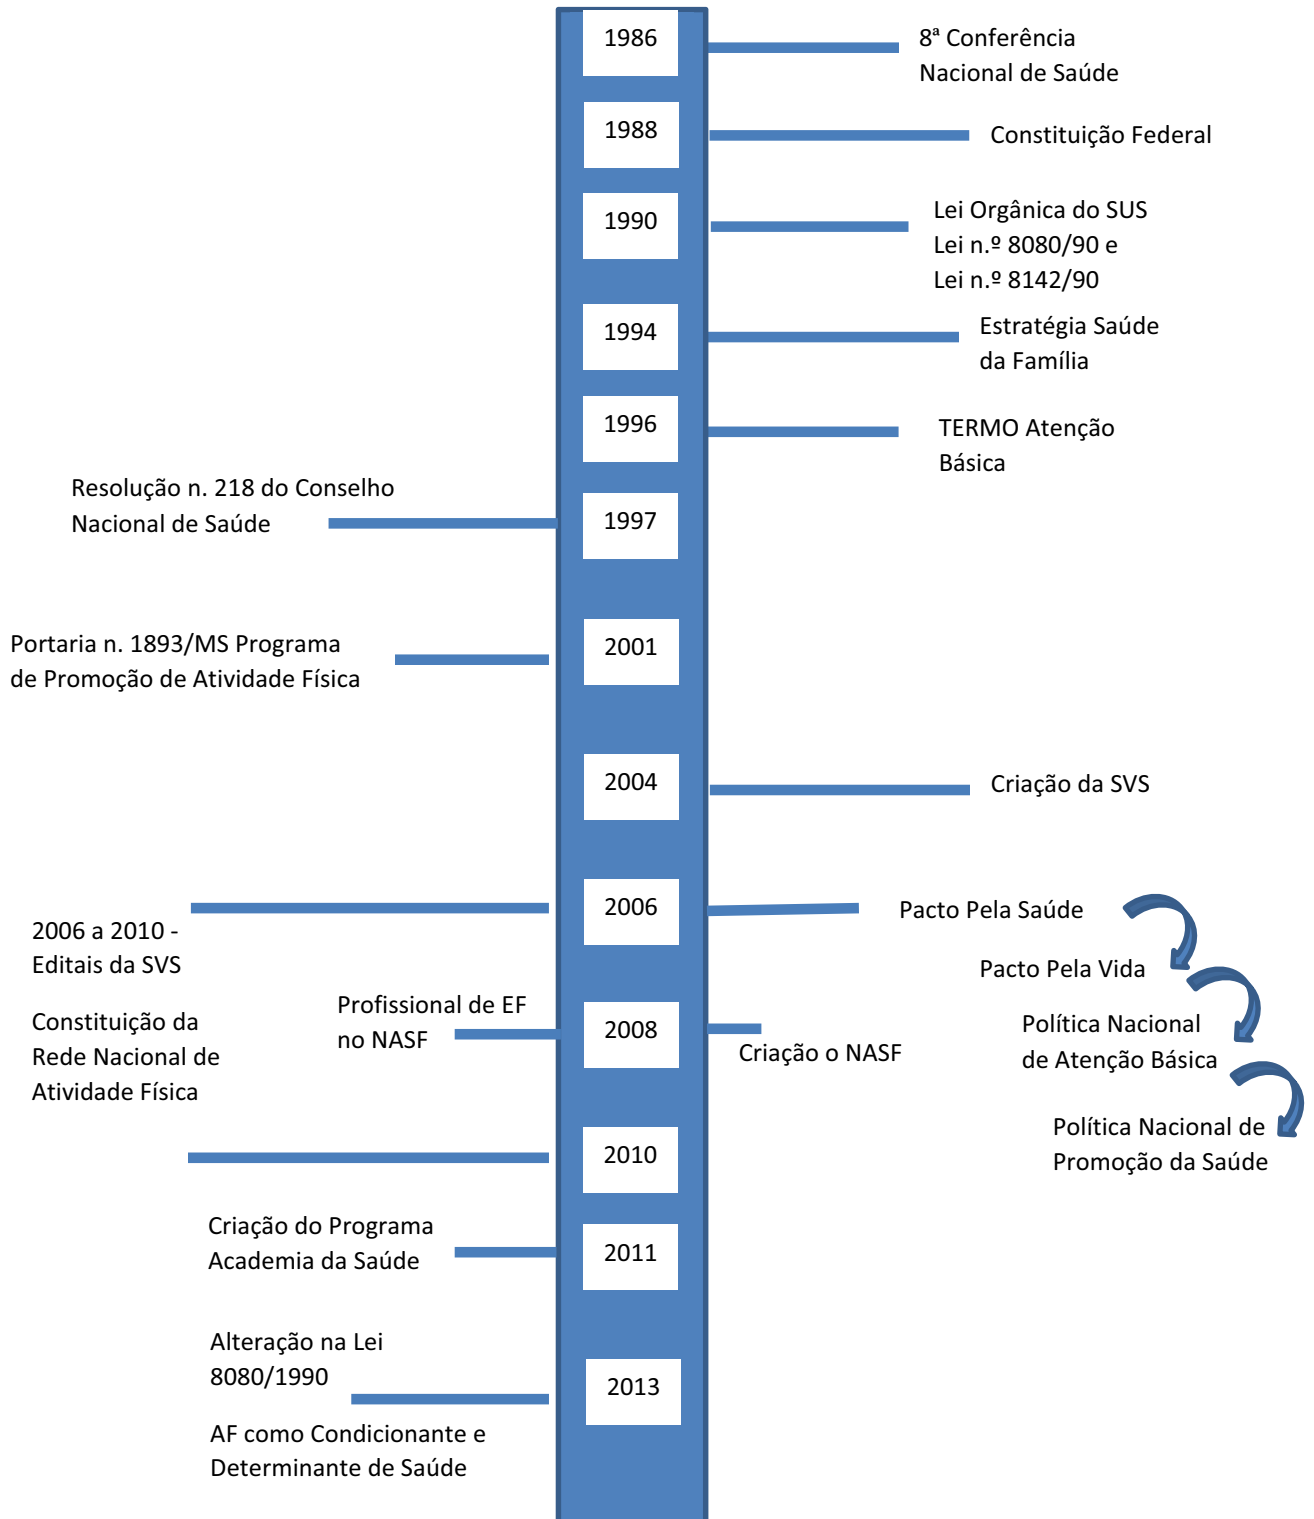 1986
8ª Conferência
Nacional de Saúde
1988
Constituição Federal
1990
Lei Orgânica do SUS
Lei n.º 8080/90 e
Lei n.º 8142/90
1994
Estratégia Saúde
da Família
1996
TERMO Atenção
Básica
Resolução n. 218 do Conselho
Nacional de Saúde
1997
Portaria n. 1893/MS Programa
de Promoção de Atividade Física
2001
2004
Criação da SVS
2006
Pacto Pela Saúde
Pacto Pela Vida
Política Nacional
de Atenção Básica
Política Nacional de
Promoção da Saúde
2006 a 2010 -
Editais da SVS
Constituição da
Rede Nacional de
Atividade Física
Profissional de EF
no NASF
2008
Criação o NASF
2010
Criação do Programa
Academia da Saúde
2011
Alteração na Lei
8080/1990
2013
AF como Condicionante e
Determinante de Saúde